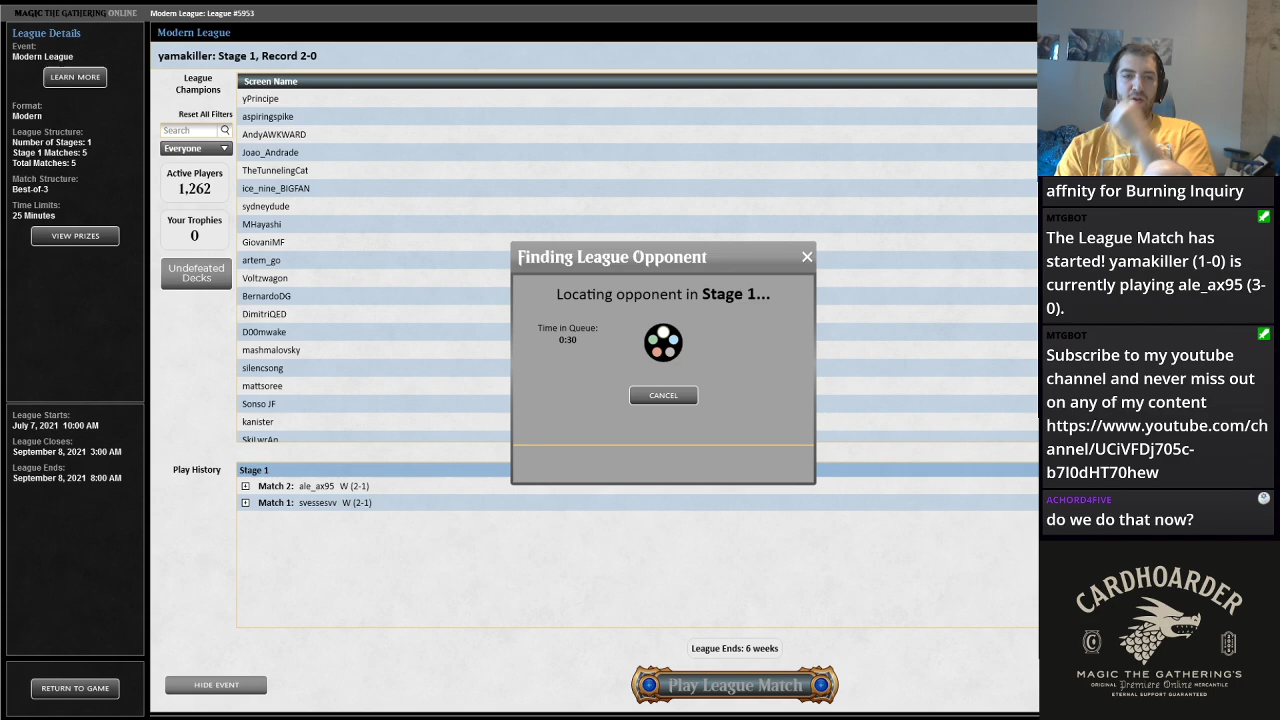 MAGIC THE GATHERING ONLINE
Modern League: League #5953
League Details
Event:
Modern League
LEARN MORE
Format:
Modern
League Structure:
Number of Stages: 1
Stage 1 Matches: 5
Total Matches: 5
Match Structure:
Best-of-3
Time Limits:
25 Minutes
VIEW PRIZES
League Starts:
July 7, 2021 10:00 AM
League Closes:
September 8, 2021 3:00 AM
League Ends:
September 8, 2021 8:00 AM
RETURN TO GAME
Modern League
yamakiller: Stage 1, Record 2-0
League
Champions
Reset All Filters
Search
Everyone
Active Players
1,262
Your Trophies
0
Undefeated
Decks
Screen Name
yPrincipe
aspiringspike
AndyAWKWARD
Joao_Andrade
TheTunnelingCat
ice_nine_BIGFAN
sydneydude
MHayashi
GiovaniMF
artem_go
Voltzwagon
BernardoDG
DimitriQED
D00mwake
mashmalovsky
silencsong
mattsoree
Sonso JF
kanister
Finding League Opponent
Locating opponent in Stage 1...
Time in Queue:
0:30
CANCEL
Play History
Stage 1
Match 2: ale_ax95 W (2-1)
Match 1: svessesvv W (2-1)
League Ends: 6 weeks
HIDE EVENT
Play League Match
affnity for Burning Inquiry
MTGBOT
The League Match has
started! yamakiller (1-0) is
currently playing ale_ax95 (3-
0).
MTGBOT
Subscribe to my youtube
channel and never miss out
on any of my content
https://www.youtube.com/ch
annel/UCiVFDj705c-
b7I0dHT70hew
ACHORD4FIVE
do we do that now?
CARDHOARDER
MAGIC THE GATHERING'S
ORIGINAL Premiere Online MERCANTILE
ETERNAL SUPPORT GUARANTEED